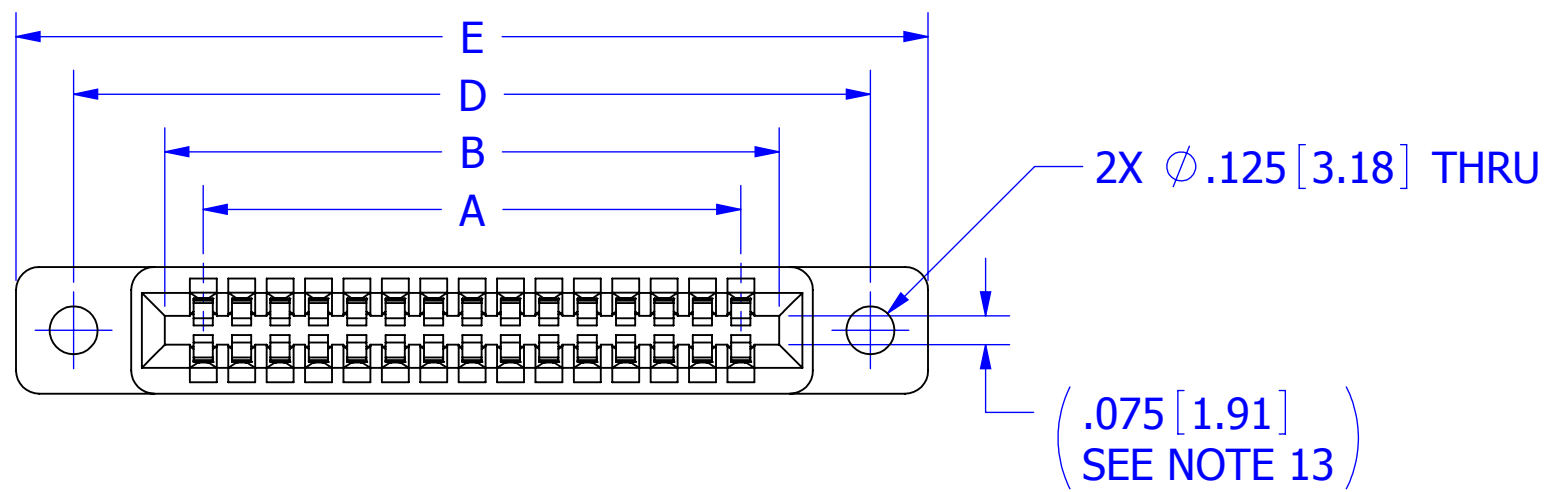 E
D
B
A
2X ∅.125[3.18] THRU
(.075[1.91]
SEE NOTE 13)